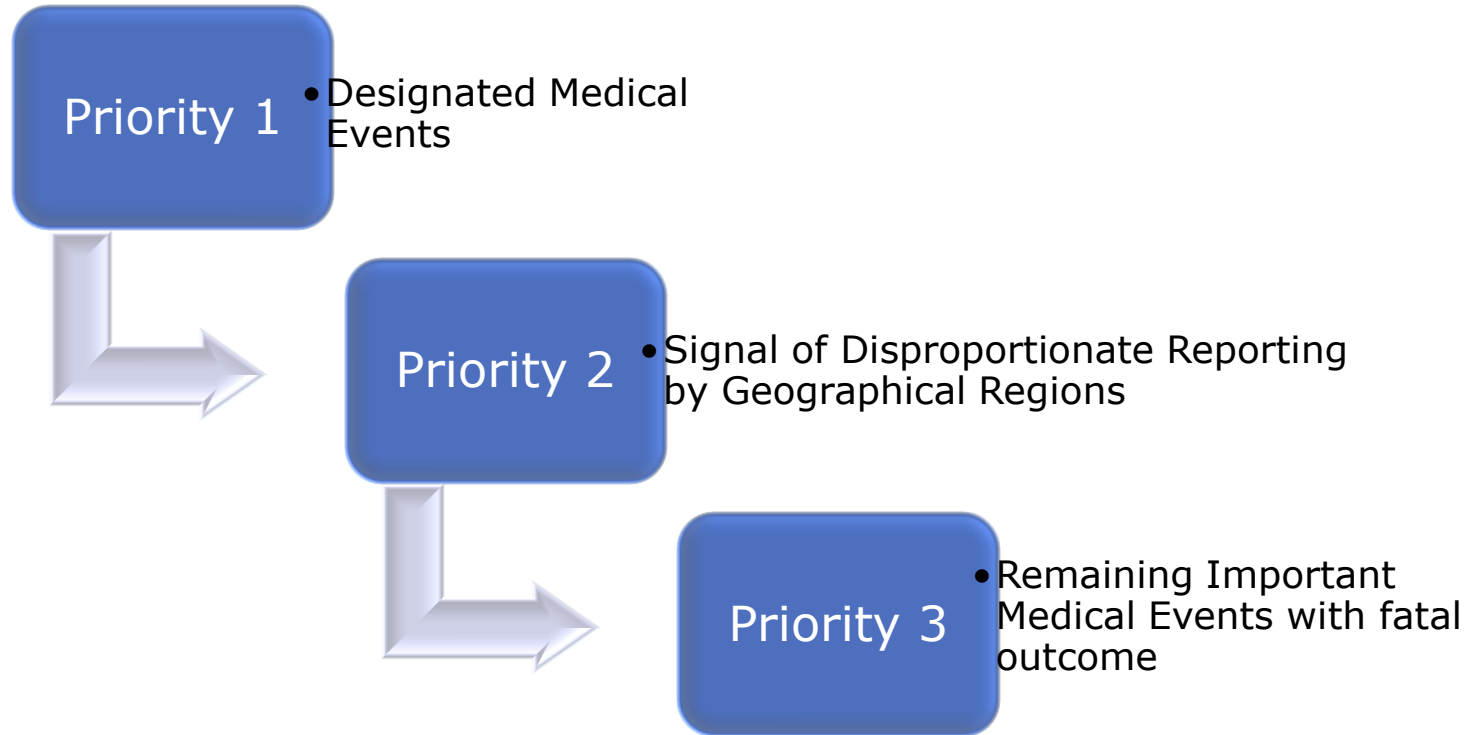 Priority 1
•Designated Medical
Events
Priority 2
•Signal of Disproportionate Reporting
by Geographical Regions
Priority 3
•Remaining Important
Medical Events with fatal
outcome